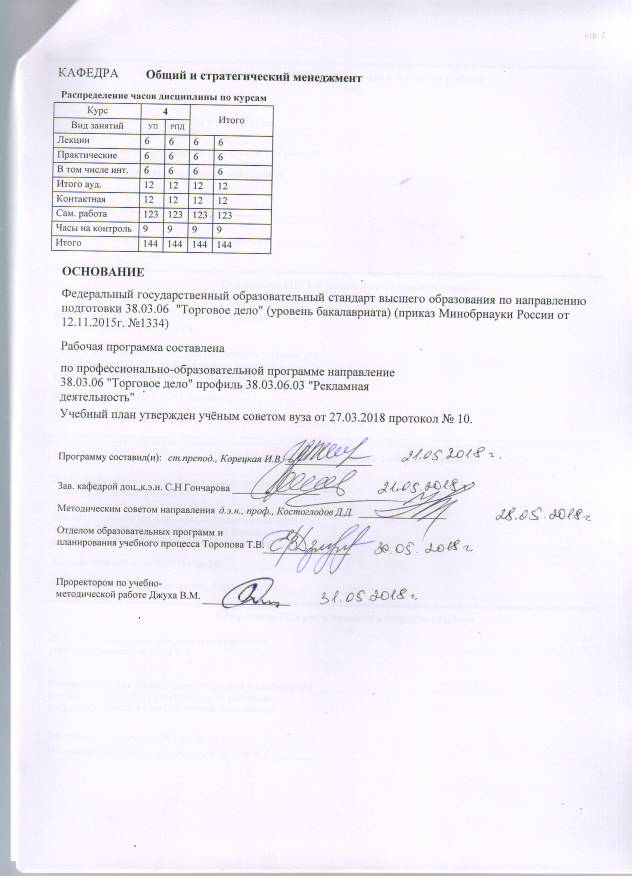 стр. 2
КАФЕДРА Общий и стратегический менеджмент
Распределение часов дисциплины по курсам
Курс 4 Итого
Вид занятий УП РПД
Лекции 6 6 6 6
Практические 6 6 6 6
В том числе инт. 6 6 6 6
Итого ауд. 12 12 12 12
Контактная 12 12 12 12
Сам. работа 123 123 123 123
Часы на контроль 9 9 9 9
Итого 144 144 144 144
ОСНОВАНИЕ
Федеральный государственный образовательный стандарт высшего образования по направлению
подготовки 38.03.06 "Торговое дело" (уровень бакалавриата) (приказ Минобрнауки России от
12.11.2015г. №1334)
Рабочая программа составлена
по профессионально-образовательной программе направление
38.03.06 "Торговое дело" профиль 38.03.06.03 "Рекламная
деятельность"
Учебный план утвержден учёным советом вуза от 27.03.2018 протокол № 10.
Программу составил(и): ст.препод., Корецкая И.В. 21.05.2018 г.
Зав. кафедрой доц.,к.э.н. С.Н Гончарова 21.05.2018 г
Методическим советом направления д.э.н., проф., Костоглодов Д.Д. 28.05.2018 г
Отделом образовательных программ и
планирования учебного процесса Торопова Т.В. 30.05.2018 г
Проректором по учебно-
методической работе Джуха В.М. 31.05.2018 г.